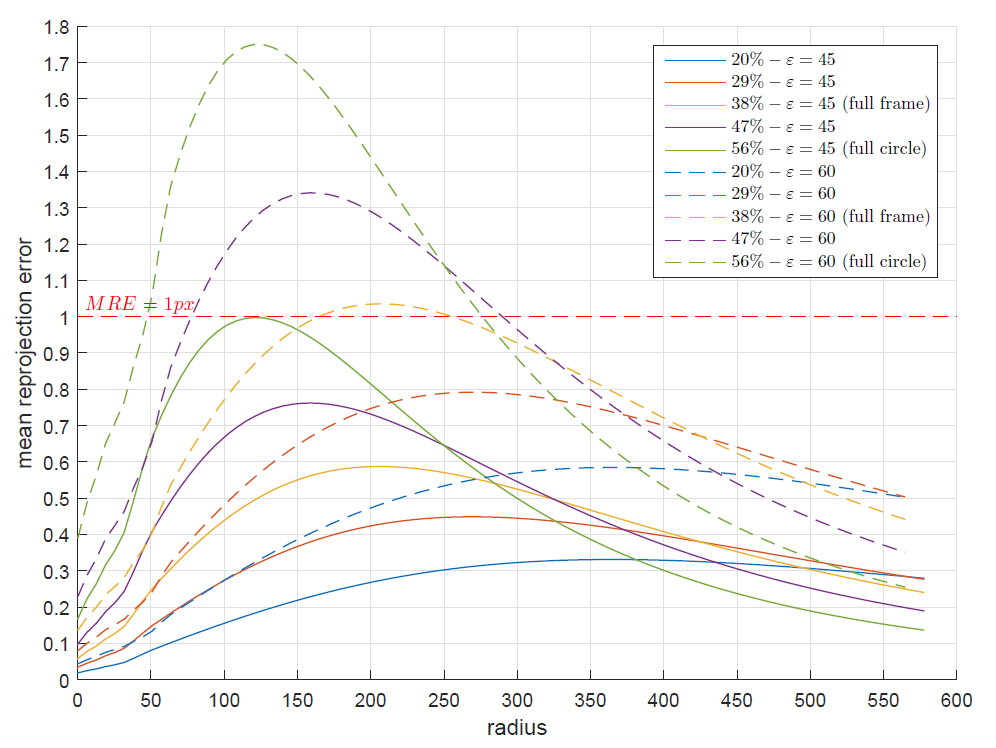 1.8
1.7
1.6
1.5
1.4
1.3
1.2
1.1
1
0.9
0.8
0.7
0.6
0.5
0.4
0.3
0.2
0.1
0
mean reprojection error
MRE = 1px
20% − ε = 45
29% − ε = 45
38% − ε = 45 (full frame)
47% − ε = 45
56% − ε = 45 (full circle)
20% − ε = 60
29% − ε = 60
38% − ε = 60 (full frame)
47% − ε = 60
56% − ε = 60 (full circle)
0 50 100 150 200 250 300 350 400 450 500 550 600
radius